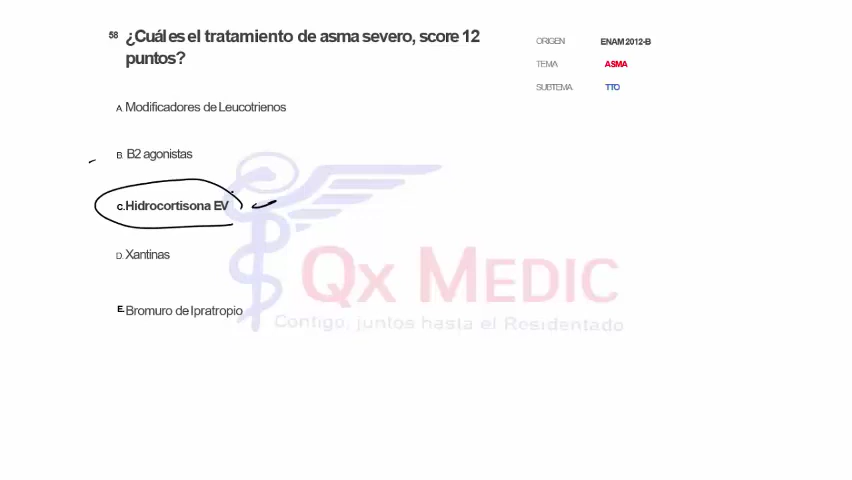 58 ¿Cuál es el tratamiento de asma severo, score 12
puntos?
ORIGEN ENAM 2012-B
TEMA ASMA
SUBTEMA TTO
A. Modificadores de Leucotrienos
B. B2 agonistas
C. Hidrocortisona EV
D. Xantinas
E. Bromuro de Ipratropio
Qx MEDIC
Contigo, juntos hasta el Residentado